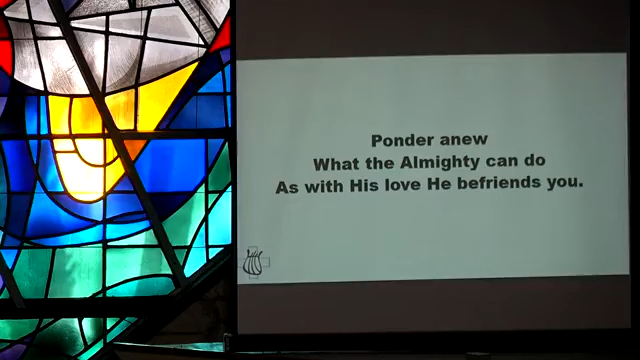 Ponder anew
What the Almighty can do
As with His love He befriends you.